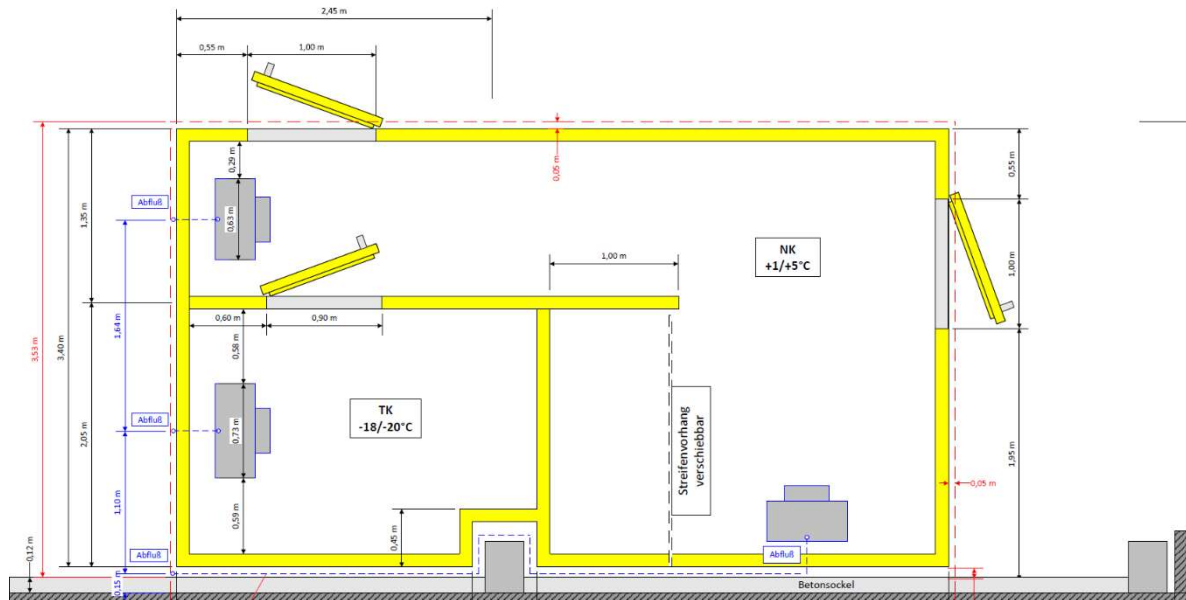 2,45 m
0,55 m
1,00 m
0,05 m
0,29 m
0,55 m
Abfluß
0,63 m
1,35 m
NK
+1/+5°C
1,00 m
1,00 m
1,64 m
0,60 m
0,90 m
3,53 m
3,40 m
0,58 m
TK
-18/-20°C
Abfluß
0,73 m
2,05 m
Streifenvorhang
verschiebbar
1,95 m
0,05 m
1,10 m
0,59 m
0,45 m
Abfluß
Abfluß
0,12 m
0,15 m
Betonsockel